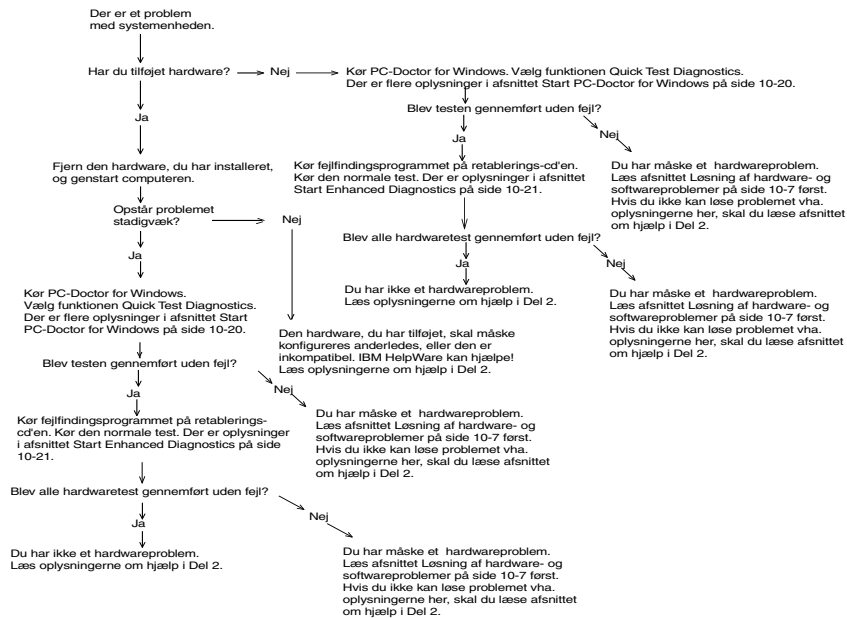 Der er et problem
med systemenheden.
Har du tilføjet hardware?
Nej
Kør PC-Doctor for Windows. Vælg funktionen Quick Test Diagnostics.
Der er flere oplysninger i afsnittet Start PC-Doctor for Windows på side 10-20.
Blev testen gennemført uden fejl?
Ja
Nej
Ja
Fjern den hardware, du har installeret,
og genstart computeren.
Kør fejlfindingsprogrammet på retablerings-cd'en.
Kør den normale test. Der er oplysninger i afsnittet
Start Enhanced Diagnostics på side 10-21.
Du har måske et hardwareproblem.
Læs afsnittet Løsning af hardware- og
softwareproblemer på side 10-7 først.
Hvis du ikke kan løse problemet vha.
oplysningerne her, skal du læse afsnittet
om hjælp i Del 2.
Opstår problemet
stadigvæk?
Nej
Blev alle hardwaretest gennemført uden fejl?
Ja
Ja
Nej
Du har ikke et hardwareproblem.
Læs oplysningerne om hjælp i Del 2.
Du har måske et hardwareproblem.
Læs afsnittet Løsning af hardware- og
softwareproblemer på side 10-7 først.
Hvis du ikke kan løse problemet vha.
oplysningerne her, skal du læse afsnittet
om hjælp i Del 2.
Kør PC-Doctor for Windows.
Vælg funktionen Quick Test Diagnostics.
Der er flere oplysninger i afsnittet Start
PC-Doctor for Windows på side 10-20.
Den hardware, du har tilføjet, skal måske
konfigureres anderledes, eller den er
inkompatibel. IBM HelpWare kan hjælpe!
Læs oplysningerne om hjælp i Del 2.
Blev testen gennemført uden fejl?
Ja
Nej
Kør fejlfindingsprogrammet på retablerings-
cd'en. Kør den normale test. Der er oplysninger
i afsnittet Start Enhanced Diagnostics på side
10-21.
Du har måske et hardwareproblem.
Læs afsnittet Løsning af hardware- og
softwareproblemer på side 10-7 først.
Hvis du ikke kan løse problemet vha.
oplysningerne her, skal du læse afsnittet
om hjælp i Del 2.
Blev alle hardwaretest gennemført uden fejl?
Ja
Nej
Du har ikke et hardwareproblem.
Læs oplysningerne om hjælp i Del 2.
Du har måske et hardwareproblem.
Læs afsnittet Løsning af hardware- og
softwareproblemer på side 10-7 først.
Hvis du ikke kan løse problemet vha.
oplysningerne her, skal du læse afsnittet
om hjælp i Del 2.